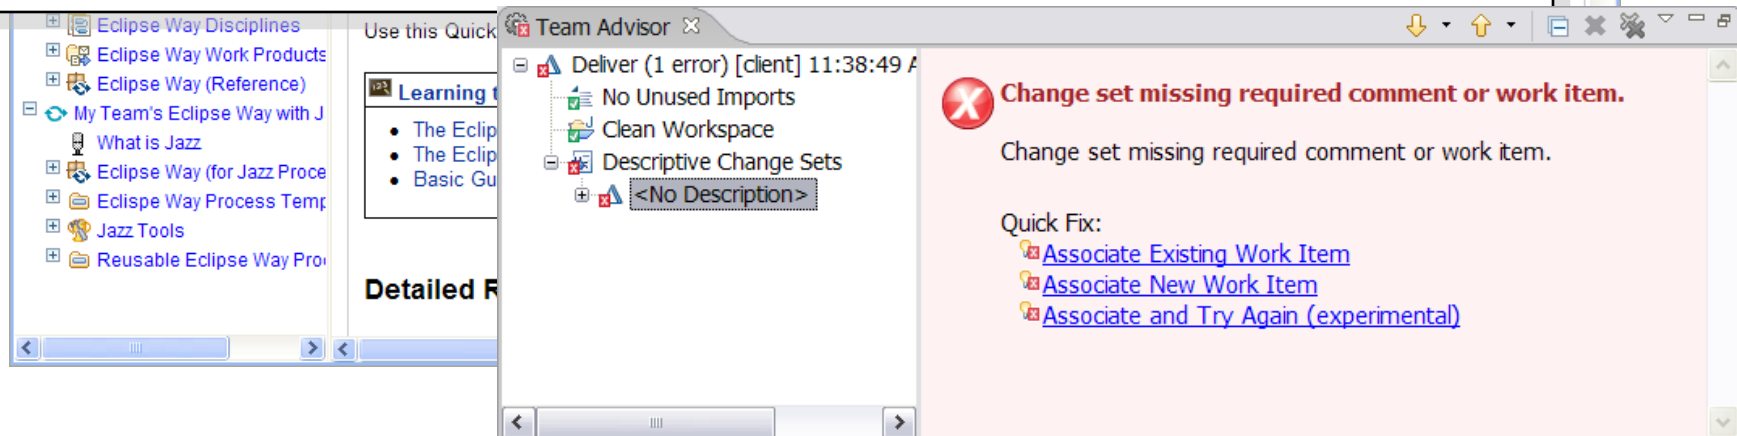 Eclipse Way Disciplines
Eclipse Way Work Products
Eclipse Way (Reference)
My Team's Eclipse Way with J
What is Jazz
Eclipse Way (for Jazz Proce
Eclispe Way Process Temp
Jazz Tools
Reusable Eclipse Way Pro
Use this Quick
Learning t
The Eclip
The Eclip
Basic Gu
Detailed R
Team Advisor
Deliver (1 error) [client] 11:38:49 A
No Unused Imports
Clean Workspace
Descriptive Change Sets
<No Description>
Change set missing required comment or work item.
Change set missing required comment or work item.
Quick Fix:
Associate Existing Work Item
Associate New Work Item
Associate and Try Again (experimental)